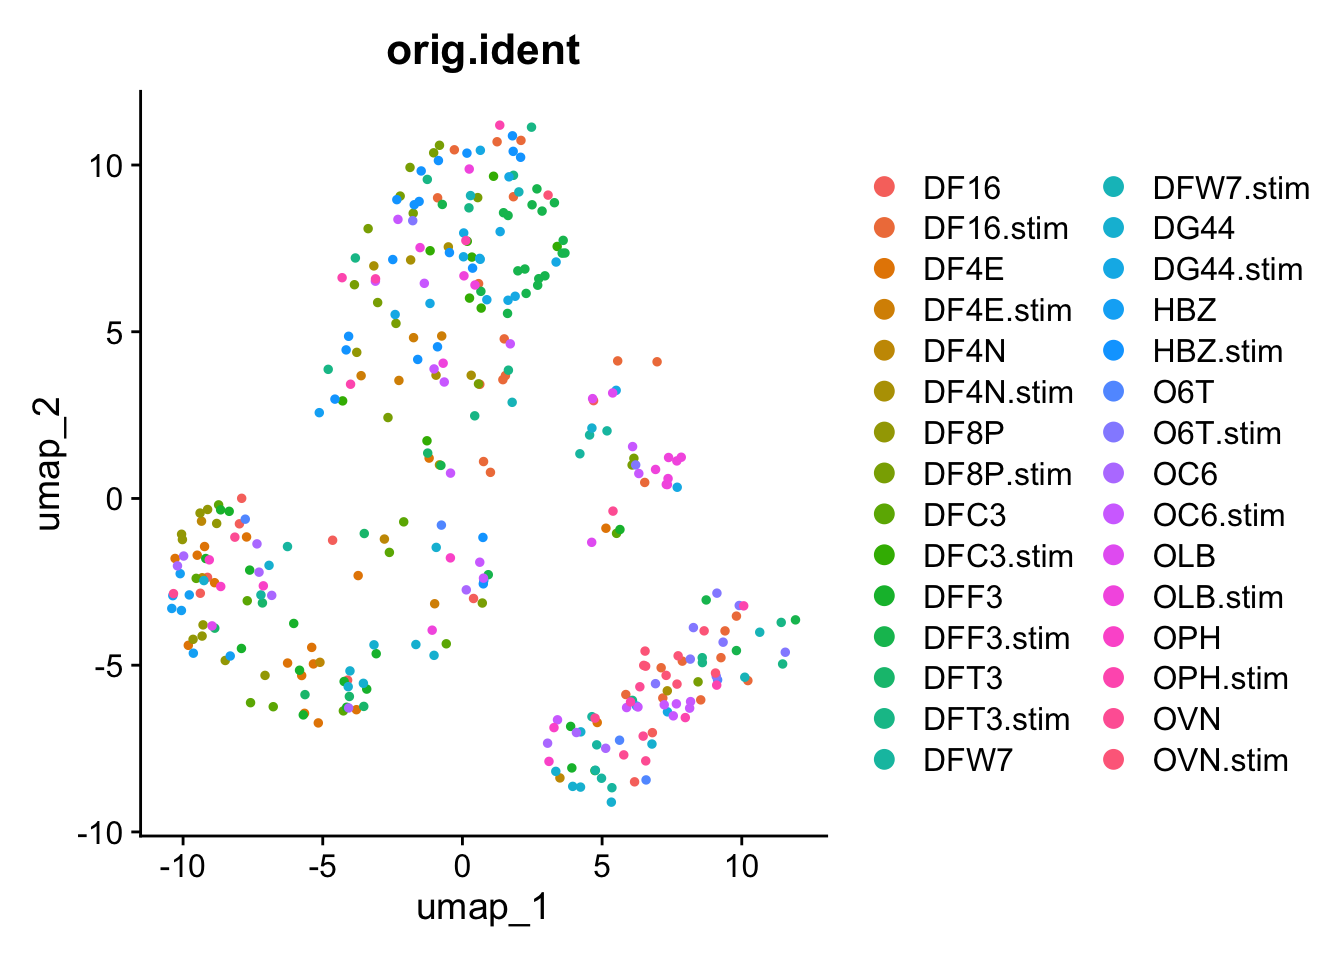 orig.ident
10
5
0
-5
-10
umap_2
-10
-5
0
5
10
umap_1
DF16
DF16.stim
DF4E
DF4E.stim
DF4N
DF4N.stim
DF8P
DF8P.stim
DFC3
DFC3.stim
DFF3
DFF3.stim
DFT3
DFT3.stim
DFW7
DFW7.stim
DG44
DG44.stim
HBZ
HBZ.stim
O6T
O6T.stim
OC6
OC6.stim
OLB
OLB.stim
OPH
OPH.stim
OVN
OVN.stim